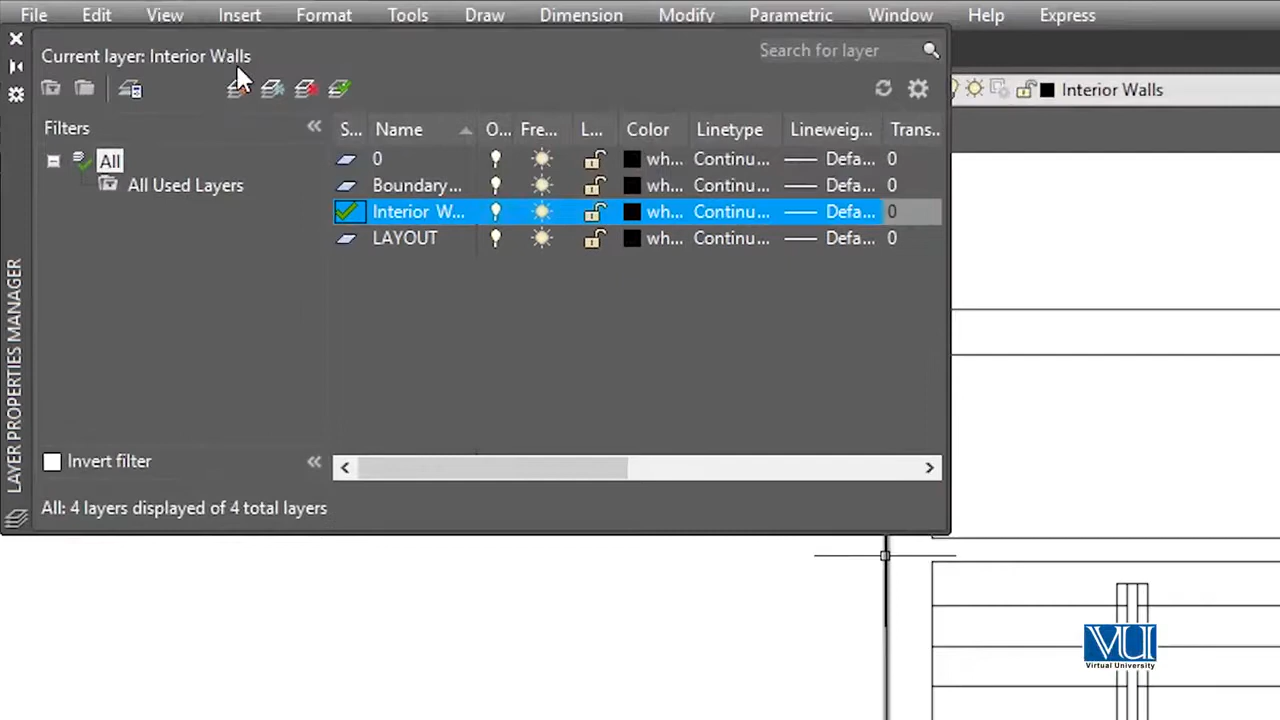 File Edit View Insert Format Tools Draw Dimension Modify Parametric Window Help Express
Current layer: Interior Walls
Search for layer
Interior Walls
Filters
S... Name O... Fre... L... Color Linetype Lineweig... Trans..
All
All Used Layers
0 wh... Continu... Defa... 0
Boundary... wh... Continu... Defa... 0
Interior W... wh... Continu... Defa... 0
LAYOUT wh... Continu... Defa... 0
LAYER PROPERTIES MANAGER
Invert filter
All: 4 layers displayed of 4 total layers
VU
Virtual University